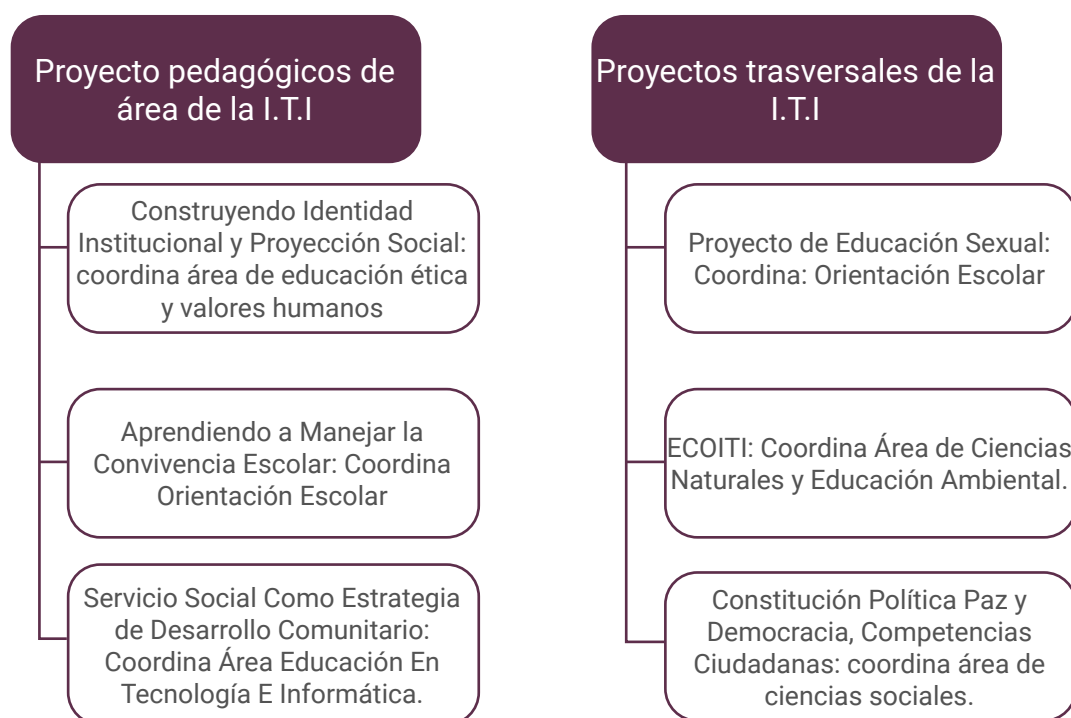 Proyecto pedagógicos de
área de la I.T.I
Construyendo Identidad
Institucional y Proyección Social:
coordina área de educación ética
y valores humanos
Aprendiendo a Manejar la
Convivencia Escolar: Coordina
Orientación Escolar
Servicio Social Como Estrategia
de Desarrollo Comunitario:
Coordina Área Educación En
Tecnología E Informática.
Proyectos trasversales de la
I.T.I
Proyecto de Educación Sexual:
Coordina: Orientación Escolar
ECOITI: Coordina Área de Ciencias
Naturales y Educación Ambiental.
Constitución Política Paz y
Democracia, Competencias
Ciudadanas: coordina área de
ciencias sociales.